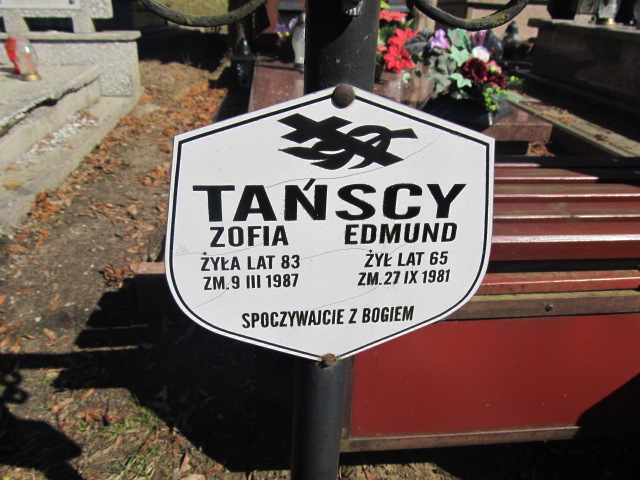 TAŃSCY
ZOFIA EDMUND
ŻYŁA LAT 83 ŻYŁ LAT 65
ZM.9 III 1987 ZM.27 IX 1981
SPOCZYWAJCIE Z BOGIEM